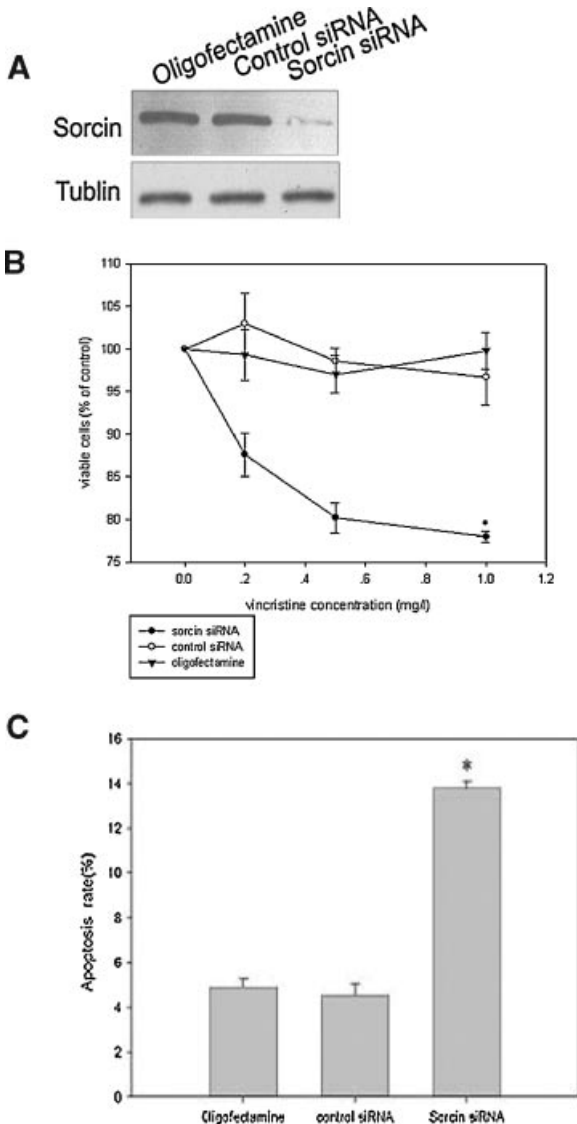 A
Oligofectamine
Control siRNA
Sorcin siRNA
Sorcin
Tublin
B
110
105
100
95
90
85
80
75
viable cells (% of control)
0.0 .2 .4 .6 .8 1.0 1.2
vincristine concentration (mg/l)
*
sorcin siRNA
control siRNA
oligofectamine
C
16
14
12
10
8
6
4
2
0
Apoptosis rate(%)
*
Oligofectamine control siRNA Sorcin siRNA